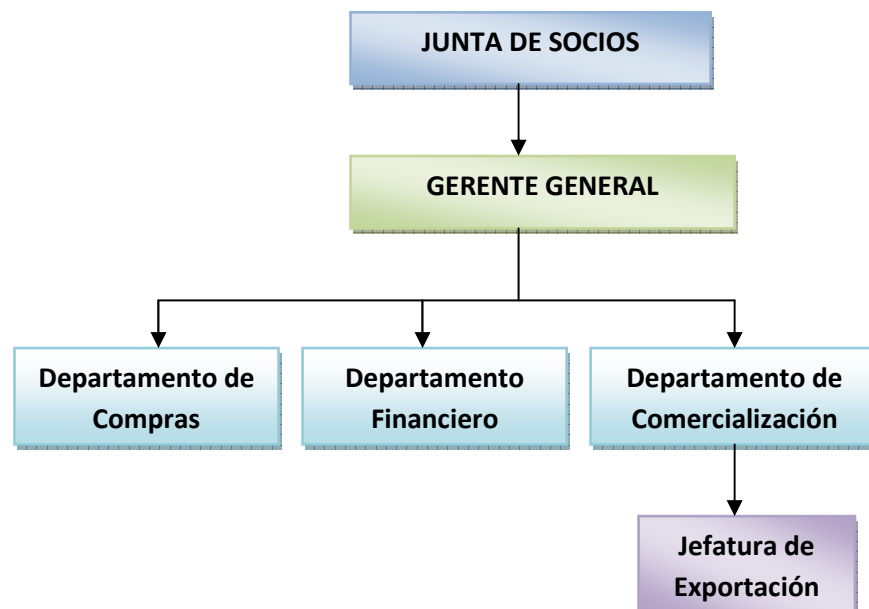 JUNTA DE SOCIOS
GERENTE GENERAL
Departamento de
Compras
Departamento
Financiero
Departamento de
Comercialización
Jefatura de
Exportación